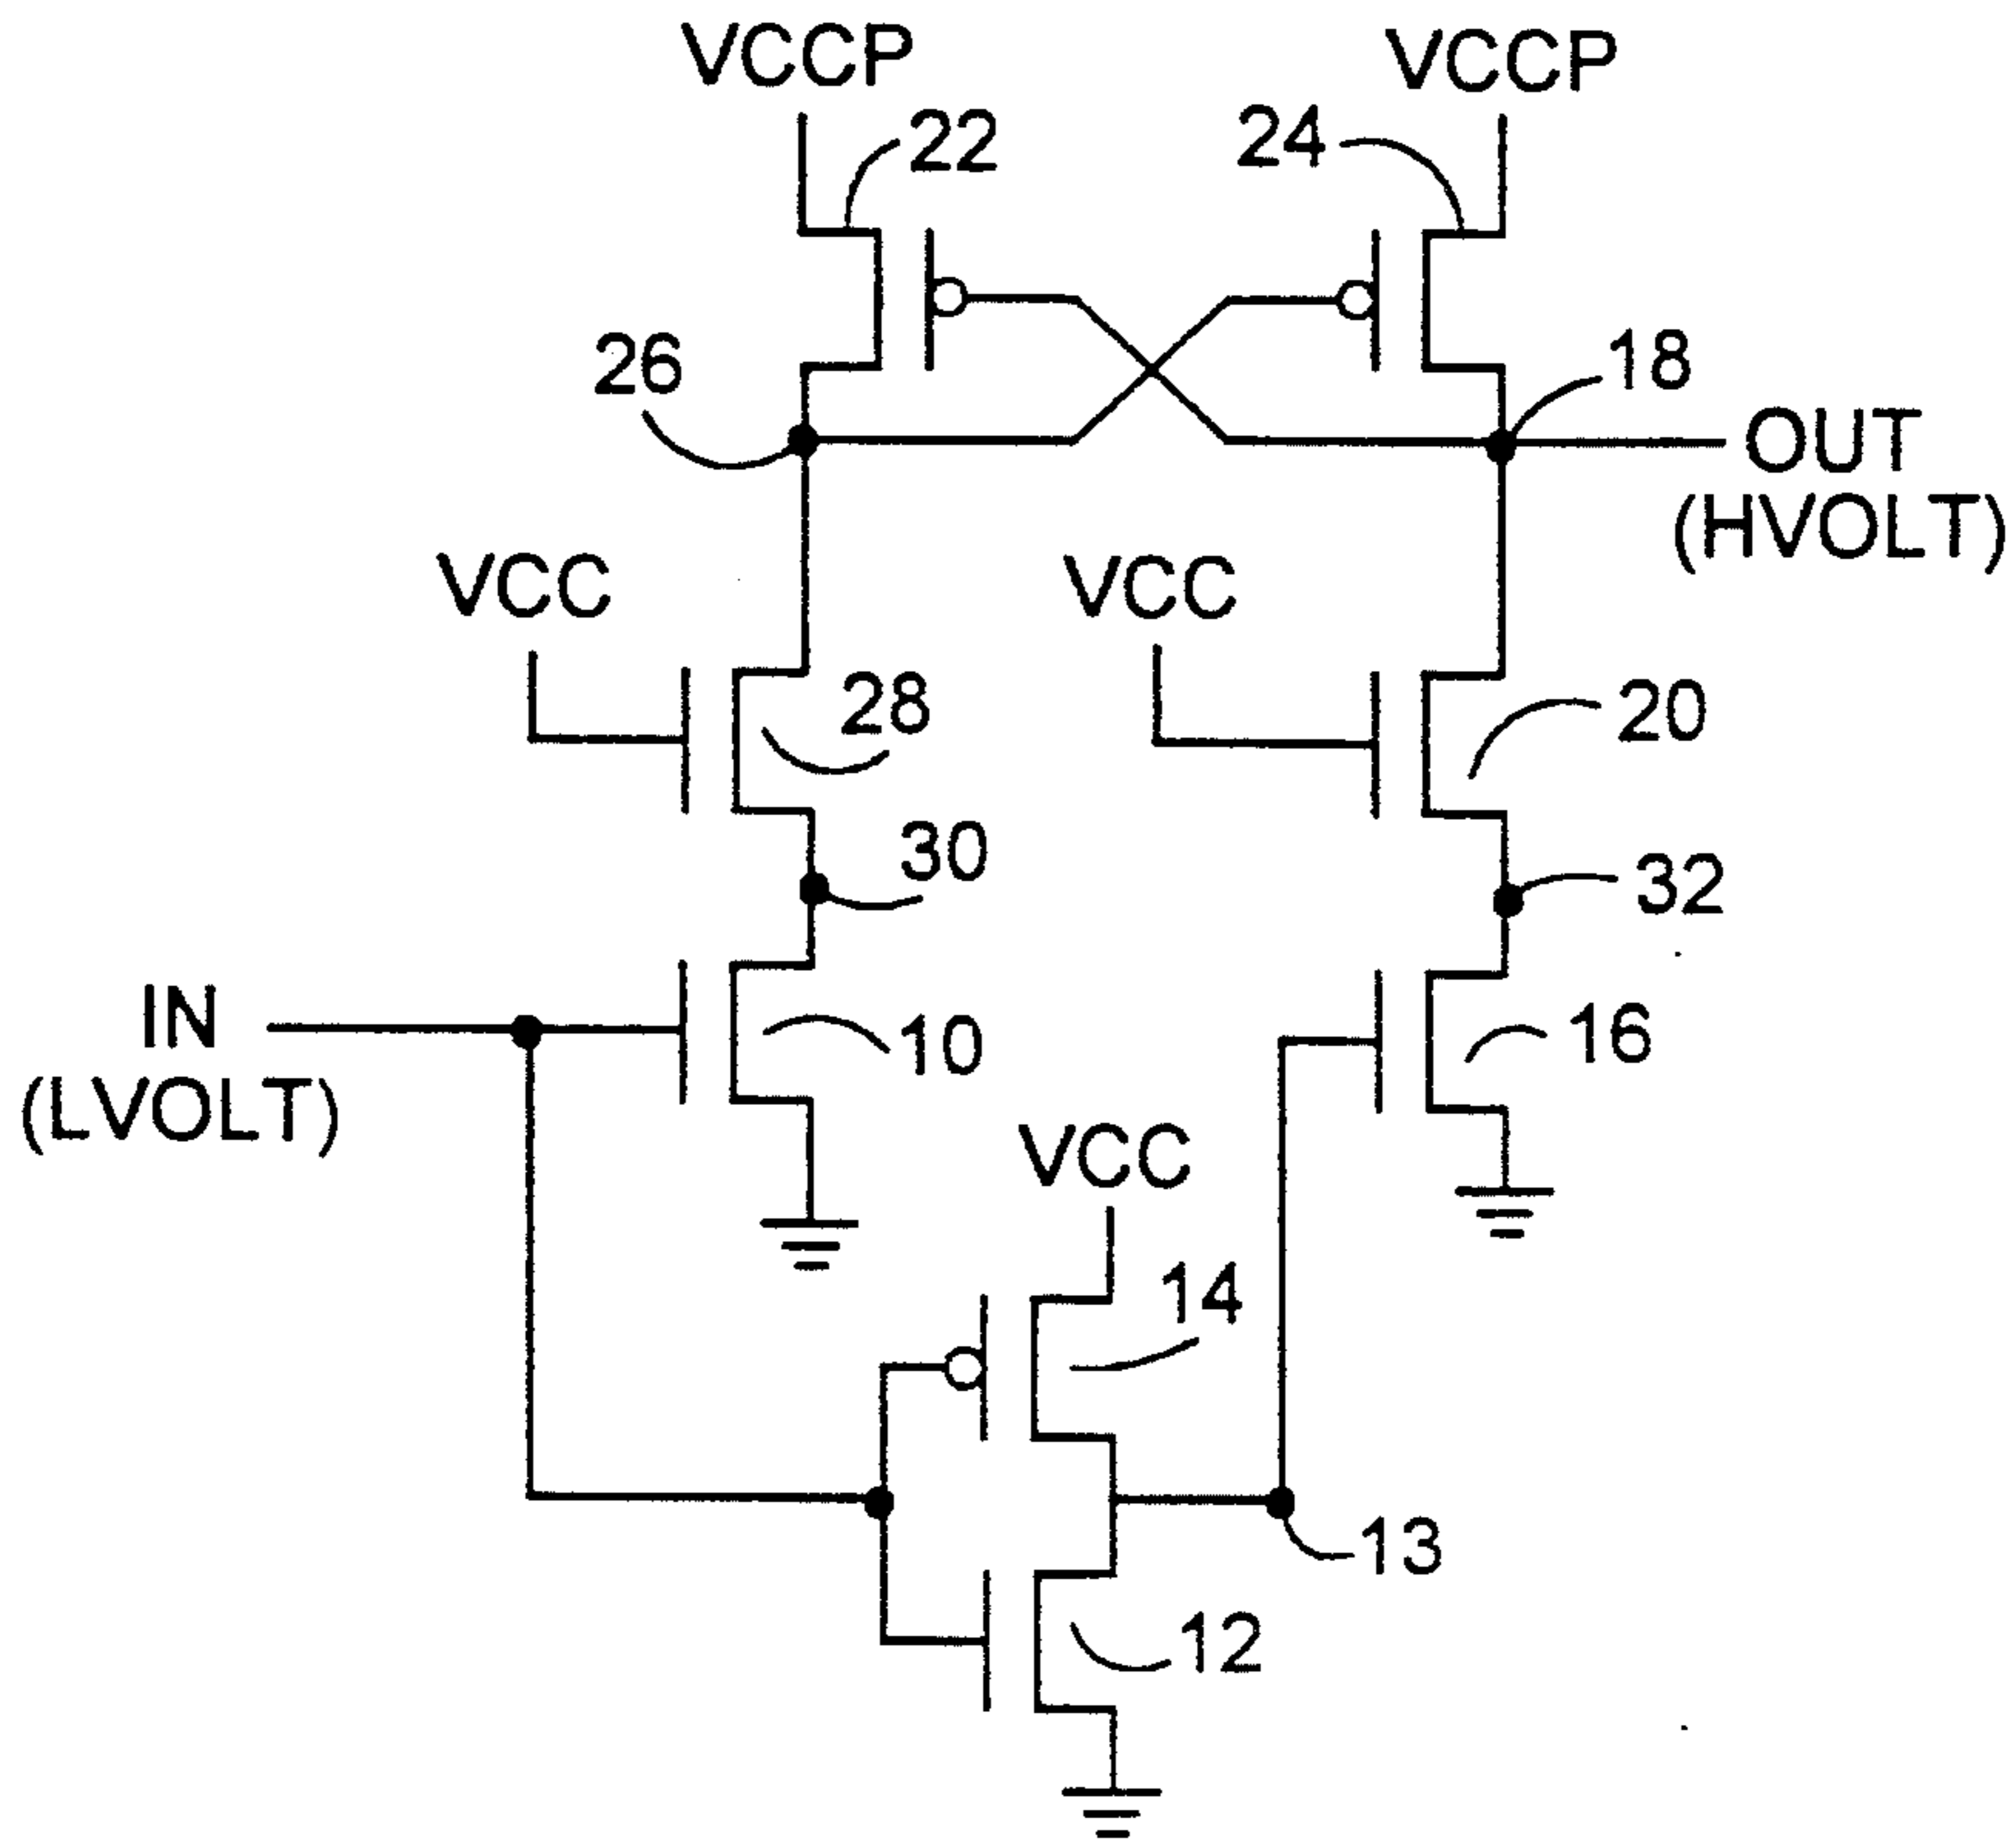 VCCP
VCCP
22
24
26
18
OUT
(HVOLT)
VCC
VCC
28
20
30
32
IN
(LVOLT)
10
16
VCC
14
13
12